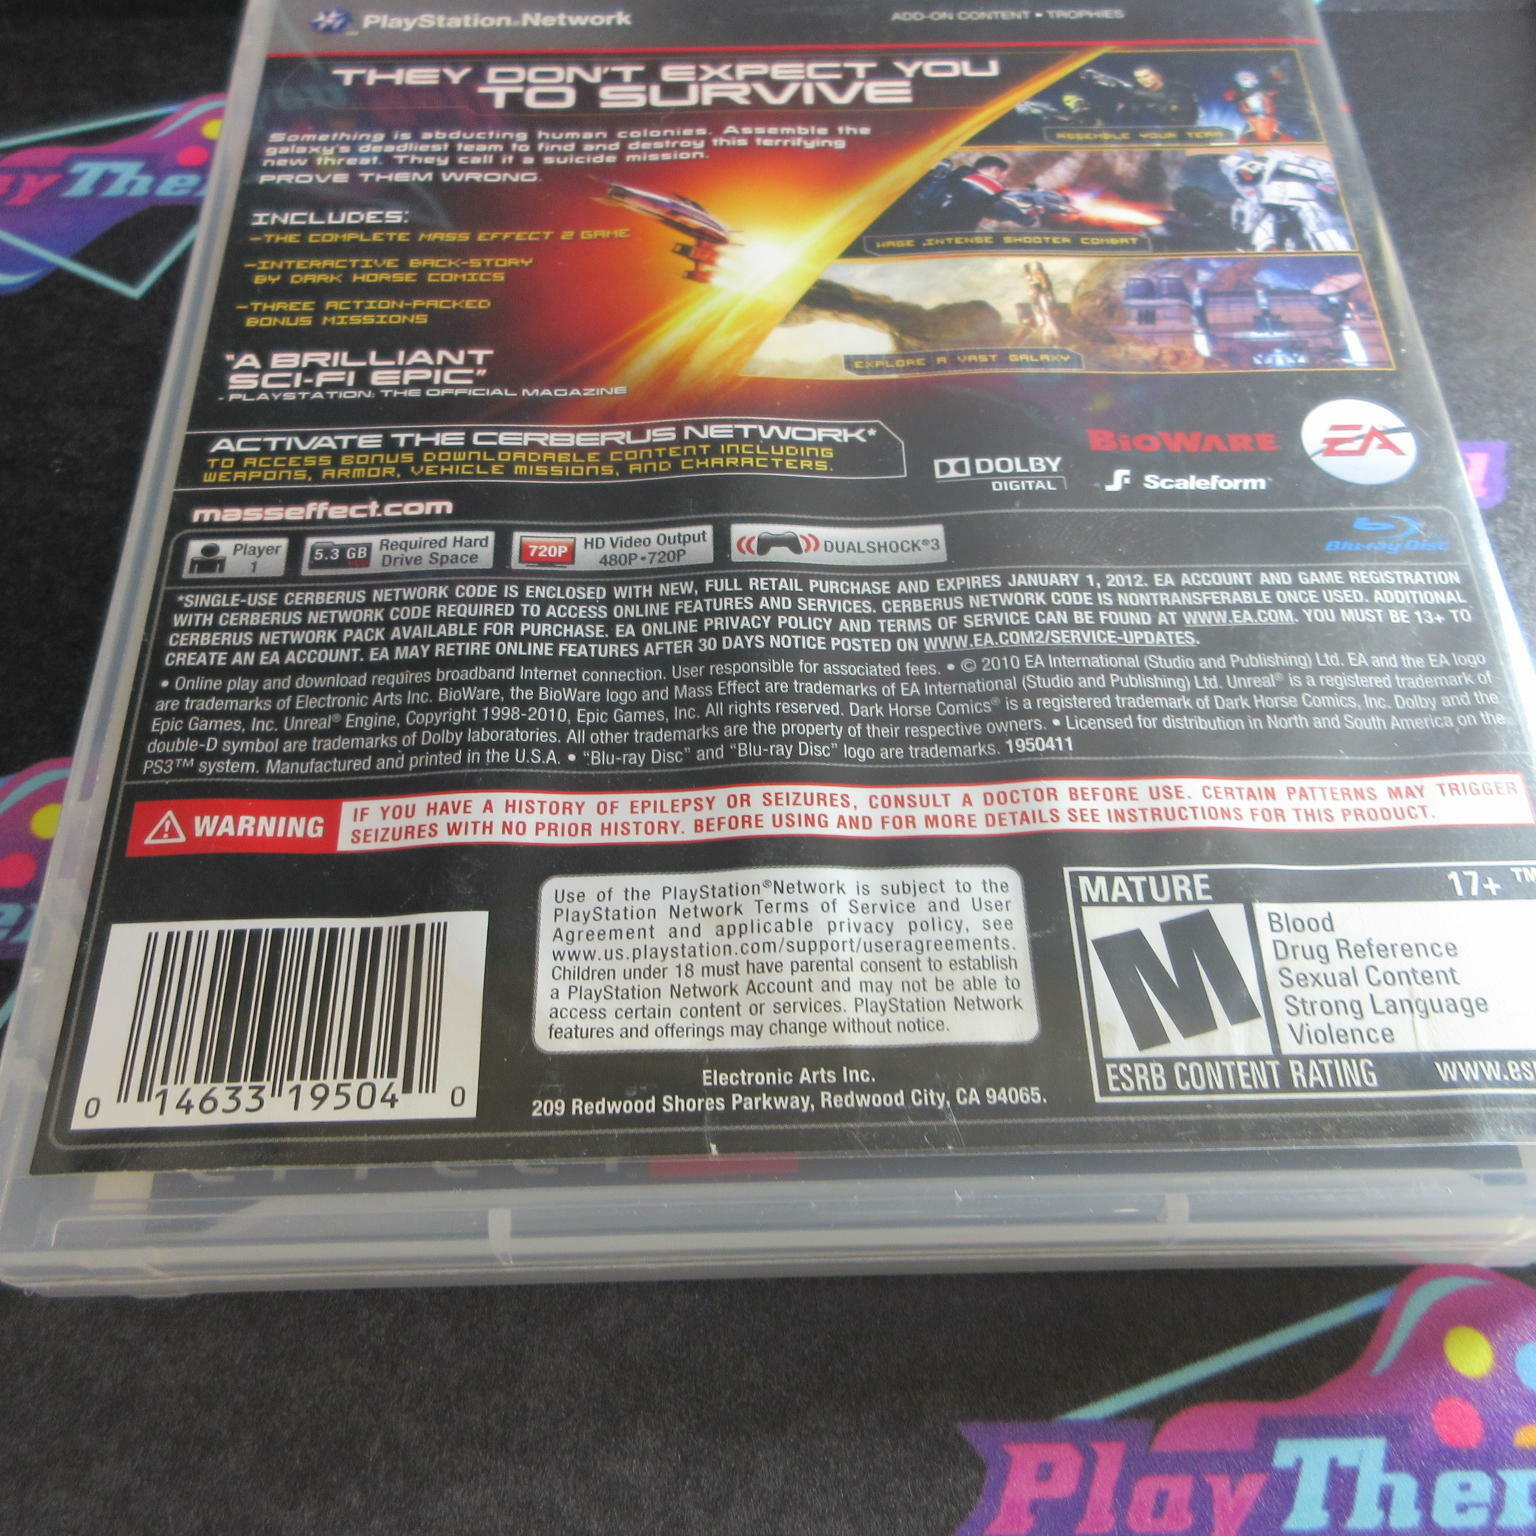 PlayStation®Network
ADD-ON CONTENT • TROPHIES
THEY DON'T EXPECT YOU
TO SURVIVE
Something is abducting human colonies. Assemble the
galaxy's deadliest team to find and destroy this terrifying
new threat. They call it a suicide mission.
PROVE THEM WRONG.
INCLUDES:
-THE COMPLETE MASS EFFECT 2 GAME
-INTERACTIVE BACK-STORY
BY DARK HORSE COMICS
-THREE ACTION-PACKED
BONUS MISSIONS
"A BRILLIANT
SCI-FI EPIC"
- PLAYSTATION: THE OFFICIAL MAGAZINE
ASSEMBLE YOUR TEAM
WAGE INTENSE SHOOTER COMBAT
EXPLORE A VAST GALAXY
ACTIVATE THE CERBERUS NETWORK*
TO ACCESS BONUS DOWNLOADABLE CONTENT INCLUDING
WEAPONS, ARMOR, VEHICLE MISSIONS, AND CHARACTERS.
DOLBY
DIGITAL
BIOWARE
Scaleform
EA
masseffect.com
Player
1
5.3 GB
Required Hard
Drive Space
720P
HD Video Output
480P•720P
DUALSHOCK®3
Blu-ray Disc
*SINGLE-USE CERBERUS NETWORK CODE IS ENCLOSED WITH NEW, FULL RETAIL PURCHASE AND EXPIRES JANUARY 1, 2012. EA ACCOUNT AND GAME REGISTRATION
WITH CERBERUS NETWORK CODE REQUIRED TO ACCESS ONLINE FEATURES AND SERVICES. CERBERUS NETWORK CODE IS NONTRANSFERABLE ONCE USED. ADDITIONAL
CERBERUS NETWORK PACK AVAILABLE FOR PURCHASE. EA ONLINE PRIVACY POLICY AND TERMS OF SERVICE CAN BE FOUND AT WWW.EA.COM. YOU MUST BE 13+ TO
CREATE AN EA ACCOUNT. EA MAY RETIRE ONLINE FEATURES AFTER 30 DAYS NOTICE POSTED ON WWW.EA.COM2/SERVICE-UPDATES.
• Online play and download requires broadband Internet connection. User responsible for associated fees. • © 2010 EA International (Studio and Publishing) Ltd. EA and the EA logo
are trademarks of Electronic Arts Inc. BioWare, the BioWare logo and Mass Effect are trademarks of EA International (Studio and Publishing) Ltd. Unreal® is a registered trademark of
Epic Games, Inc. Unreal® Engine, Copyright 1998-2010, Epic Games, Inc. All rights reserved. Dark Horse Comics® is a registered trademark of Dark Horse Comics, Inc. Dolby and the
double-D symbol are trademarks of Dolby laboratories. All other trademarks are the property of their respective owners. • Licensed for distribution in North and South America on the
PS3™ system. Manufactured and printed in the U.S.A. • "Blu-ray Disc" and "Blu-ray Disc" logo are trademarks. 1950411
WARNING
IF YOU HAVE A HISTORY OF EPILEPSY OR SEIZURES, CONSULT A DOCTOR BEFORE USE. CERTAIN PATTERNS MAY TRIGGER
SEIZURES WITH NO PRIOR HISTORY. BEFORE USING AND FOR MORE DETAILS SEE INSTRUCTIONS FOR THIS PRODUCT.
0 14633 19504 0
Use of the PlayStation®Network is subject to the
PlayStation Network Terms of Service and User
Agreement and applicable privacy policy, see
www.us.playstation.com/support/useragreements.
Children under 18 must have parental consent to establish
a PlayStation Network Account and may not be able to
access certain content or services. PlayStation Network
features and offerings may change without notice.
Electronic Arts Inc.
209 Redwood Shores Parkway, Redwood City, CA 94065.
MATURE 17+ ™
M
Blood
Drug Reference
Sexual Content
Strong Language
Violence
ESRB CONTENT RATING www.es
Play Ther